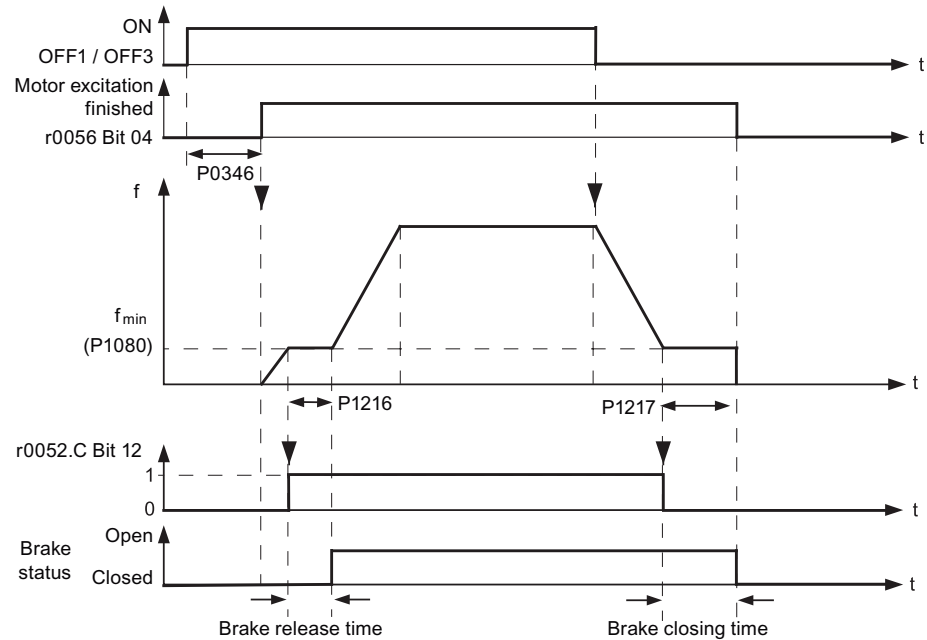 ON
OFF1 / OFF3
t
Motor excitation
finished
r0056 Bit 04
t
P0346
f
fmin
(P1080)
t
P1216
P1217
r0052.C Bit 12
1
0
t
Open
Brake
status
Closed
t
Brake release time
Brake closing time